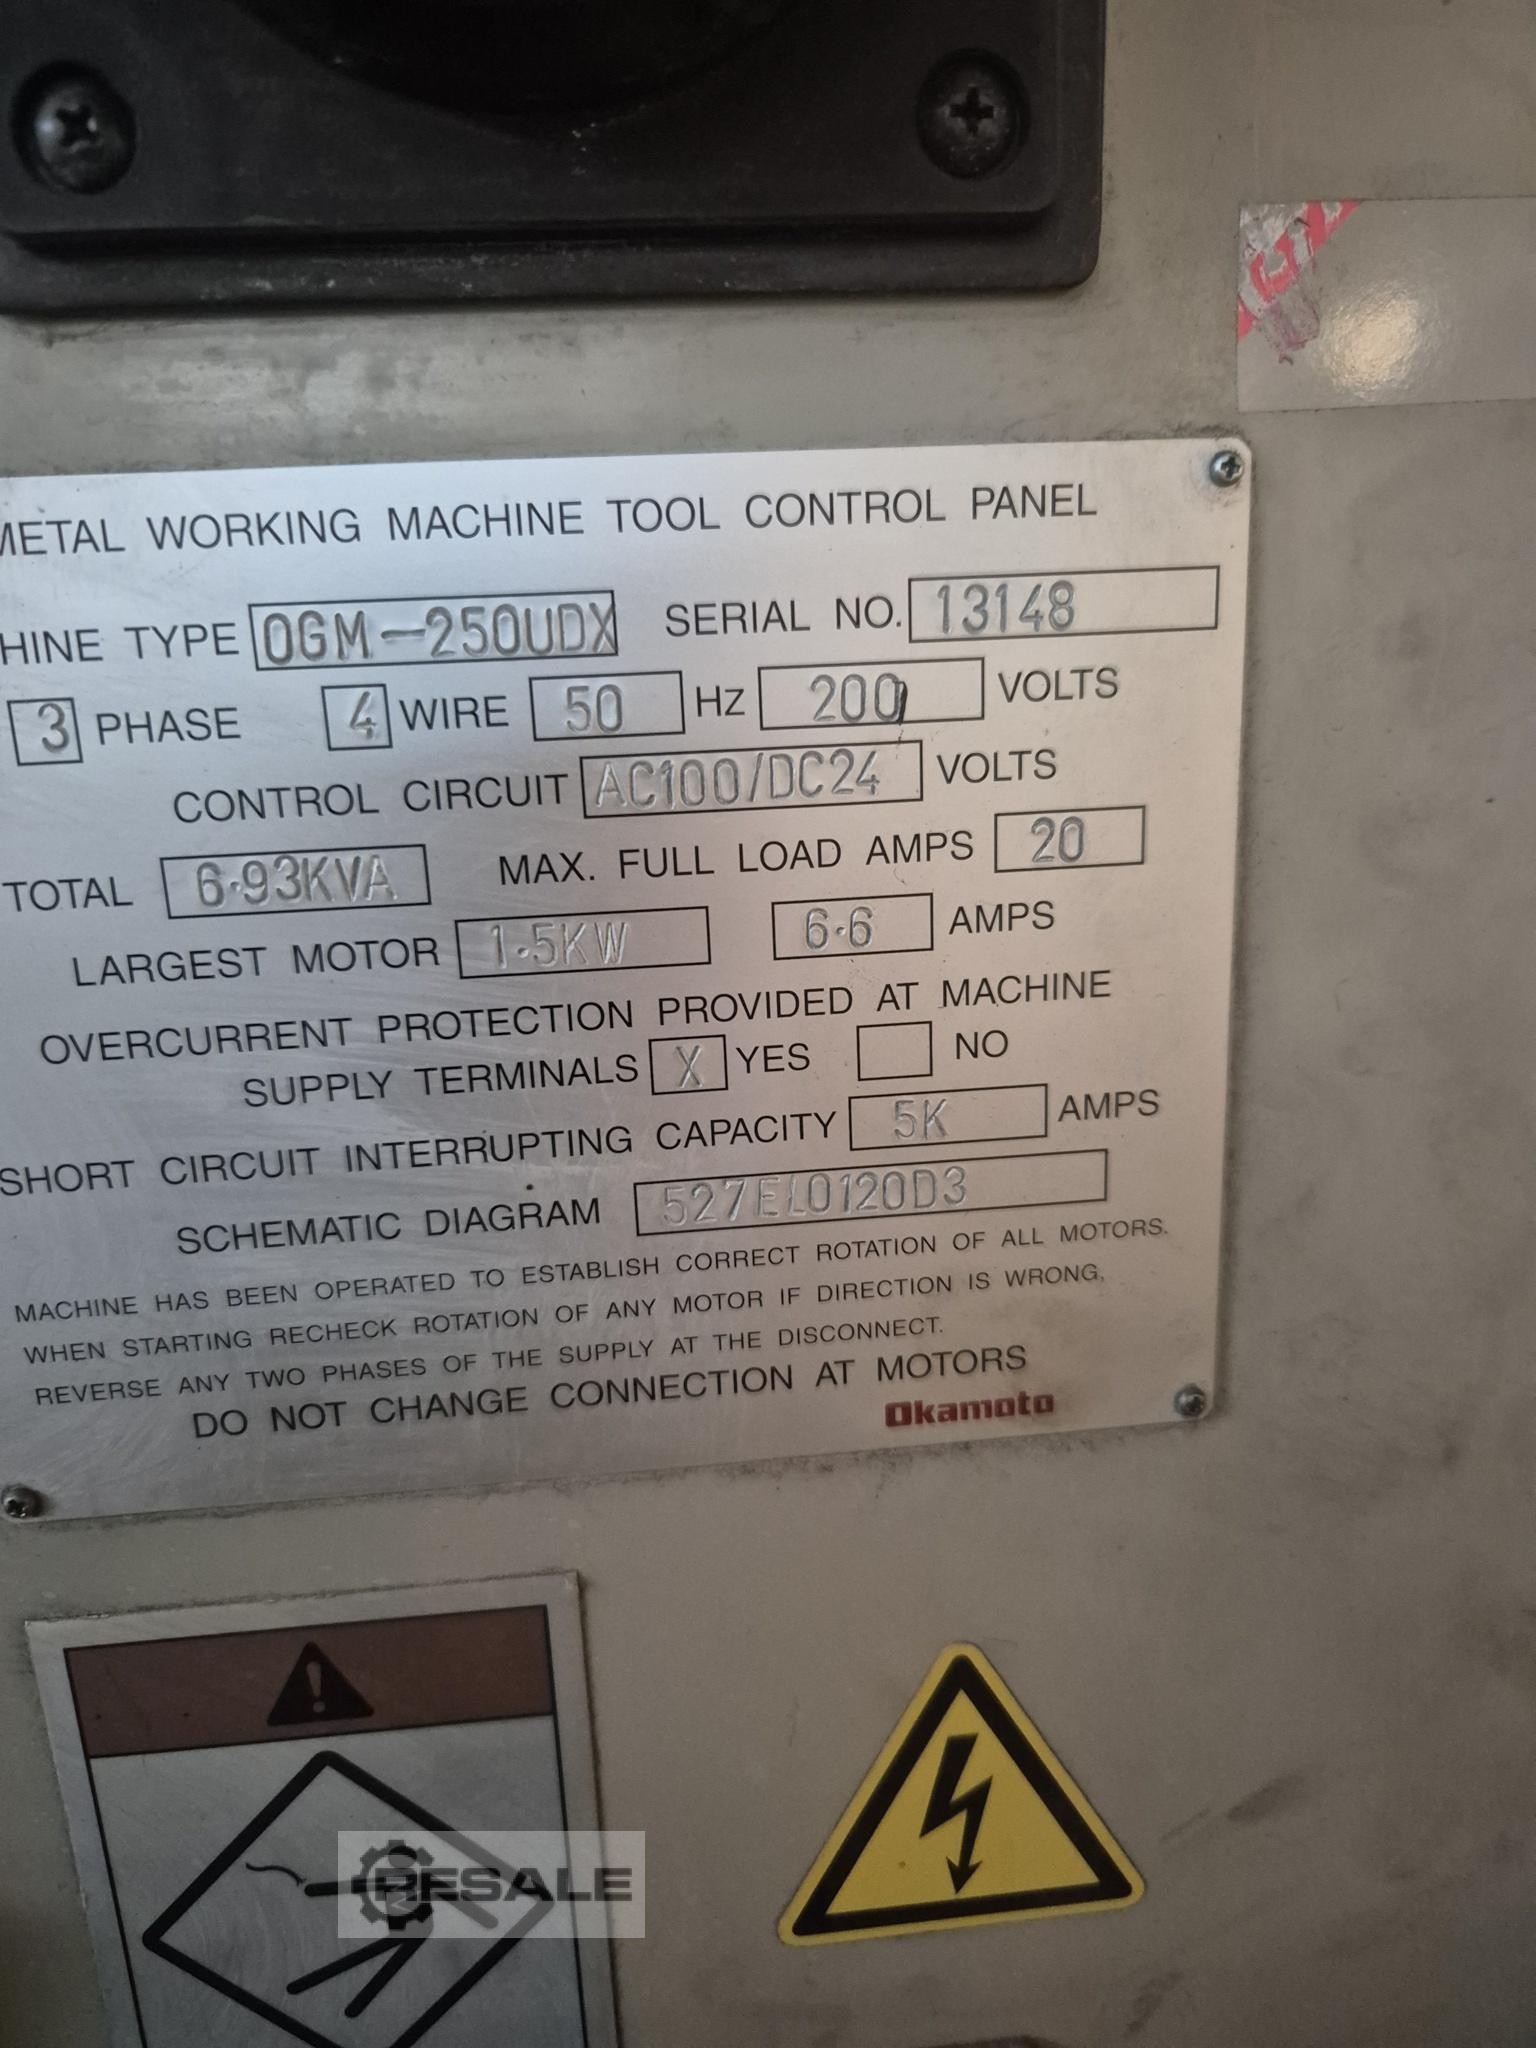 METAL WORKING MACHINE TOOL CONTROL PANEL
HINE TYPE OGM-250UDX SERIAL NO. 13148
3 PHASE 4 WIRE 50 HZ 200 VOLTS
CONTROL CIRCUIT AC100/DC24 VOLTS
TOTAL 6.93KVA MAX. FULL LOAD AMPS 20
LARGEST MOTOR 1.5KW 6.6 AMPS
OVERCURRENT PROTECTION PROVIDED AT MACHINE
SUPPLY TERMINALS X YES NO
SHORT CIRCUIT INTERRUPTING CAPACITY 5K AMPS
SCHEMATIC DIAGRAM 527EL0120D3
MACHINE HAS BEEN OPERATED TO ESTABLISH CORRECT ROTATION OF ALL MOTORS.
WHEN STARTING RECHECK ROTATION OF ANY MOTOR IF DIRECTION IS WRONG,
REVERSE ANY TWO PHASES OF THE SUPPLY AT THE DISCONNECT.
DO NOT CHANGE CONNECTION AT MOTORS
Okamoto
RESALE